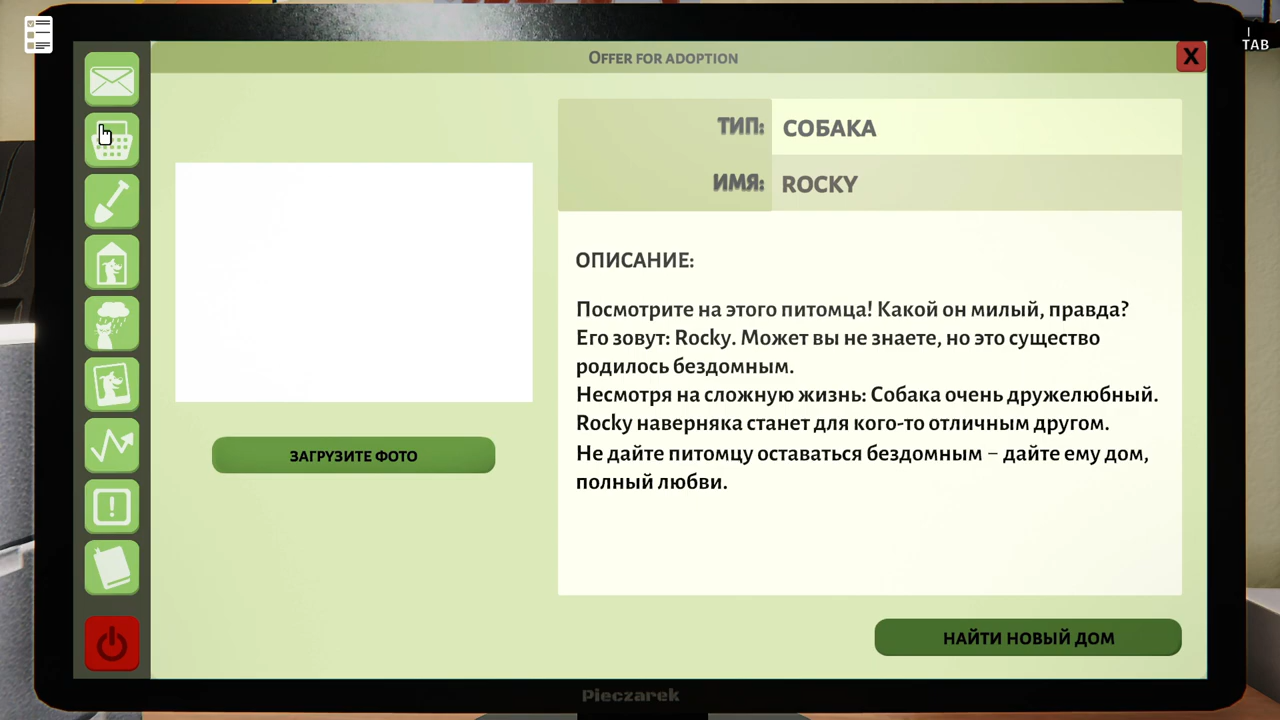 TAB
OFFER FOR ADOPTION
X
ТИП: СОБАКА
ИМЯ: ROCKY
ОПИСАНИЕ:
Посмотрите на этого питомца! Какой он милый, правда?
Его зовут: Rocky. Может вы не знаете, но это существо
родилось бездомным.
Несмотря на сложную жизнь: Собака очень дружелюбный.
Rocky наверняка станет для кого-то отличным другом.
Не дайте питомцу оставаться бездомным – дайте ему дом,
полный любви.
ЗАГРУЗИТЕ ФОТО
НАЙТИ НОВЫЙ ДОМ
Pieczarek